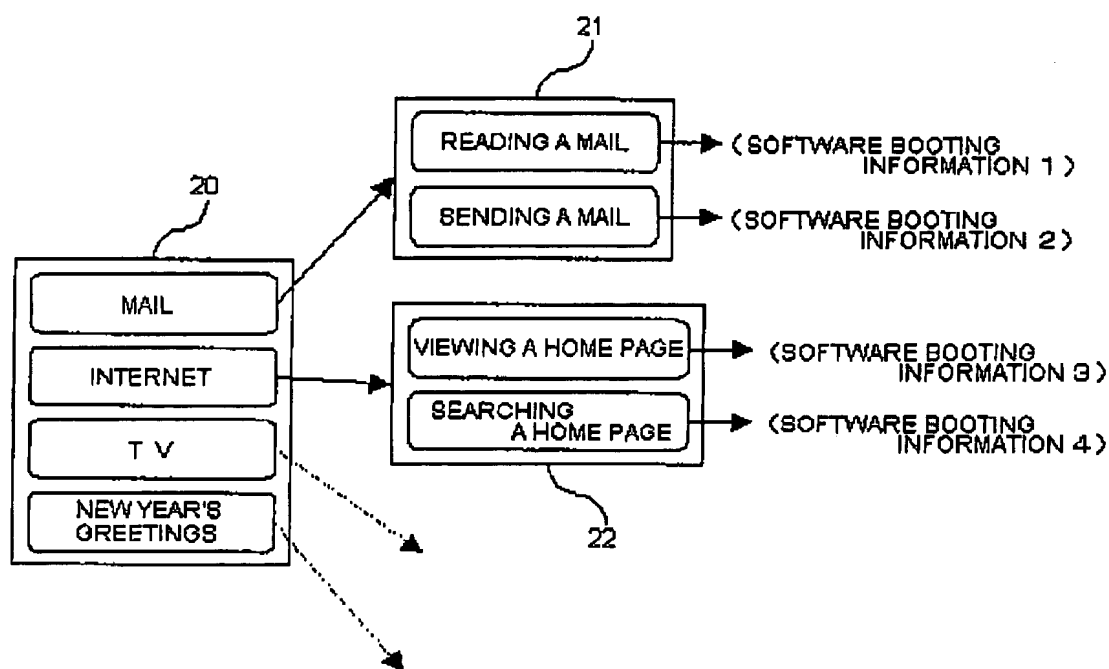 21
READING A MAIL
(SOFTWARE BOOTING
INFORMATION 1)
20
SENDING A MAIL
(SOFTWARE BOOTING
INFORMATION 2)
MAIL
VIEWING A HOME PAGE
(SOFTWARE BOOTING
INFORMATION 3)
INTERNET
SEARCHING
A HOME PAGE
(SOFTWARE BOOTING
INFORMATION 4)
TV
NEW YEAR'S
GREETINGS
22